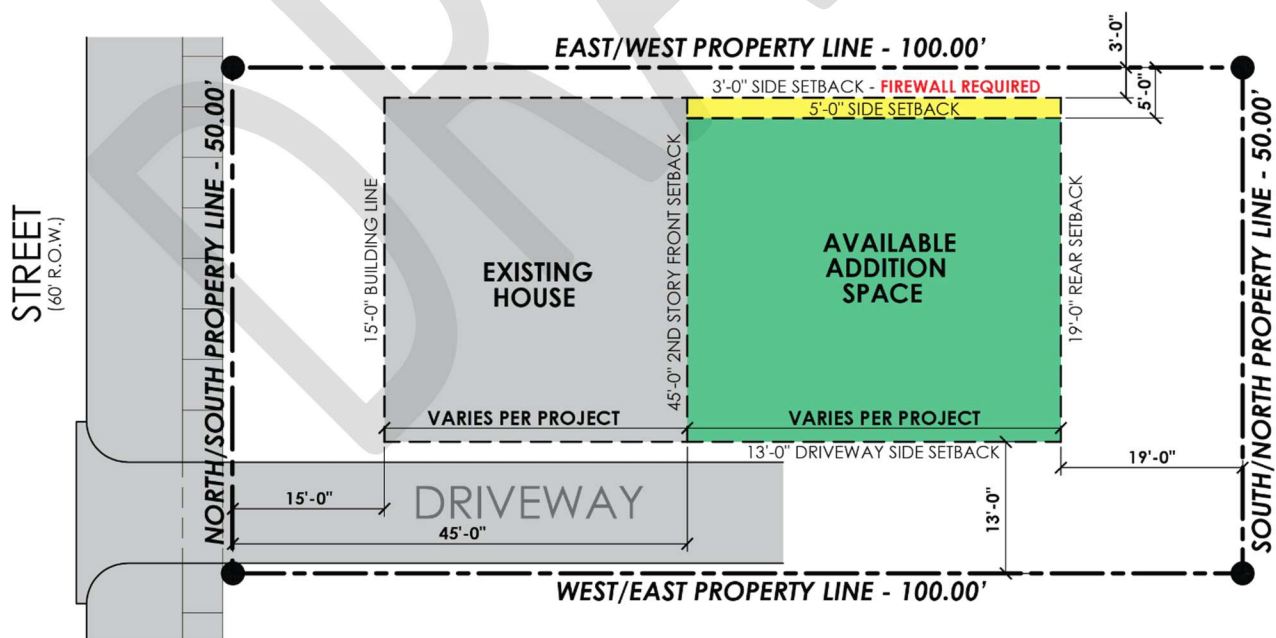 EAST/WEST PROPERTY LINE - 100.00'
3'-0"
3'-0" SIDE SETBACK - FIREWALL REQUIRED
5'-0" SIDE SETBACK
5'-0"
STREET
(60' R.O.W.)
NORTH/SOUTH PROPERTY LINE - 50.00'
15'-0" BUILDING LINE
EXISTING
HOUSE
45'-0" 2ND STORY FRONT SETBACK
AVAILABLE
ADDITION
SPACE
19'-0" REAR SETBACK
SOUTH/NORTH PROPERTY LINE - 50.00'
VARIES PER PROJECT
VARIES PER PROJECT
13'-0" DRIVEWAY SIDE SETBACK
19'-0"
15'-0"
DRIVEWAY
13'-0"
45'-0"
WEST/EAST PROPERTY LINE - 100.00'